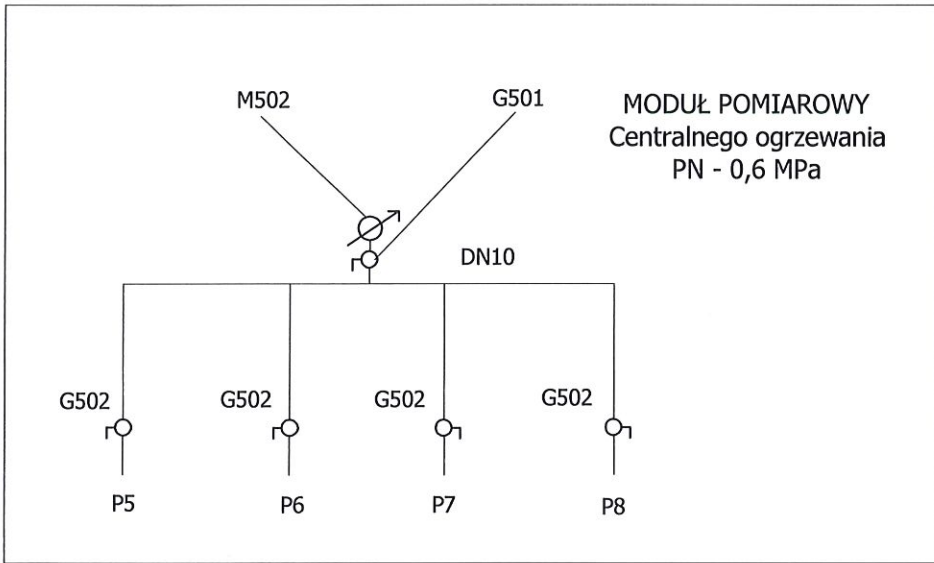 M502
G501
MODUŁ POMIAROWY
Centralnego ogrzewania
PN - 0,6 MPa
DN10
G502
G502
G502
G502
P5
P6
P7
P8